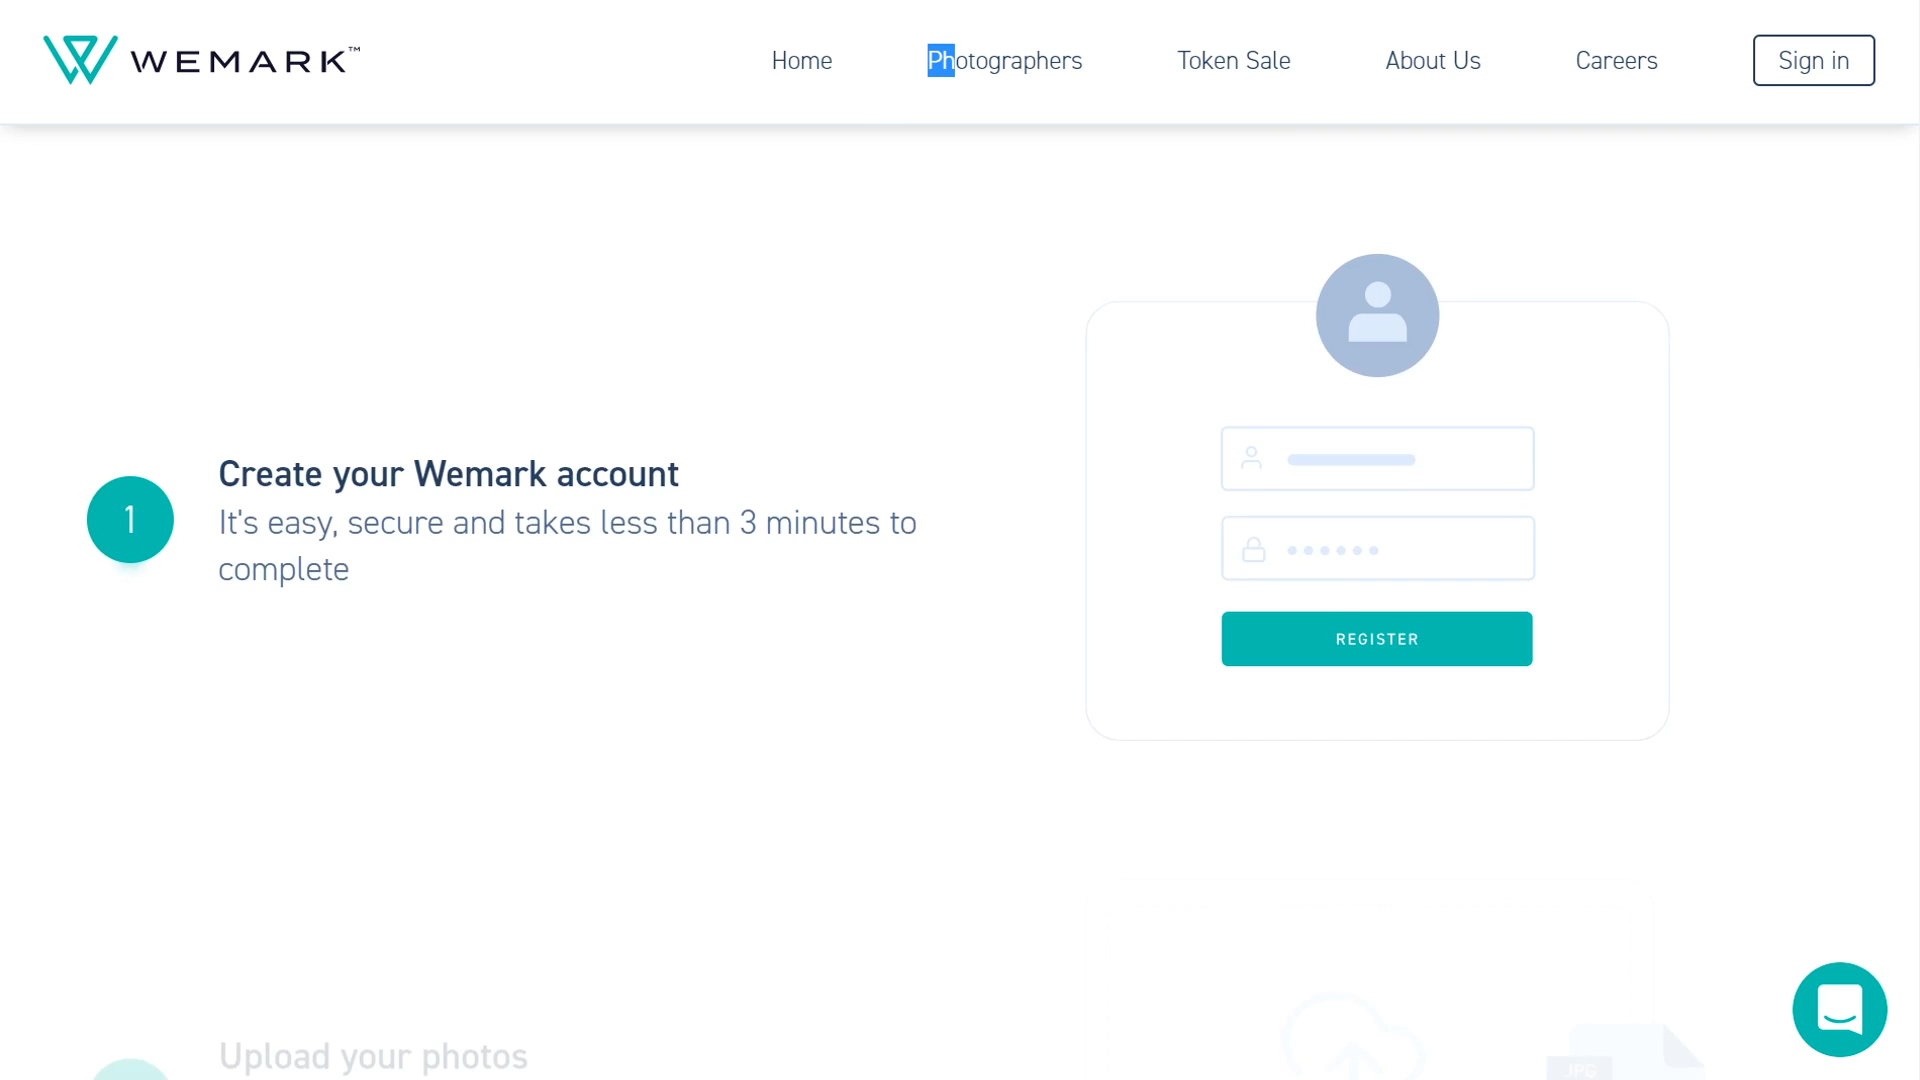 WEMARK™
Home
Photographers
Token Sale
About Us
Careers
Sign in
1
Create your Wemark account
It's easy, secure and takes less than 3 minutes to
complete
REGISTER
Upload your photos
JPG